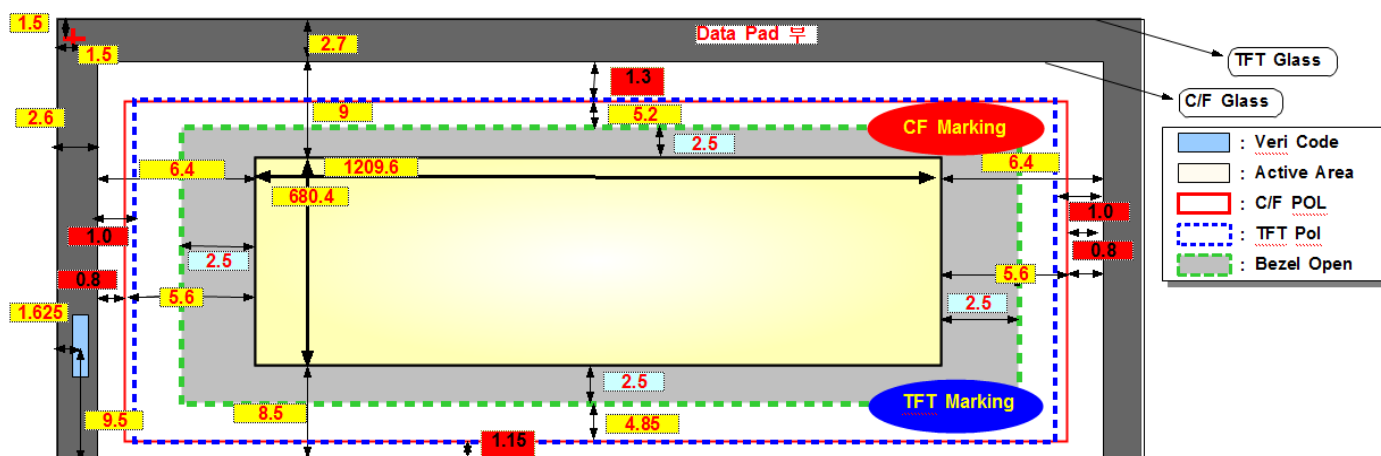 1.5
Data Pad 부
2.7
1.5
TFT Glass
1.3
C/F Glass
2.6
9
5.2
CF Marking
: Veri Code
2.5
6.4
1209.6
6.4
: Active Area
680.4
: C/F POL
1.0
1.0
: TFT Pol
2.5
0.8
: Bezel Open
0.8
5.6
5.6
1.625
2.5
2.5
TFT Marking
8.5
9.5
4.85
1.15